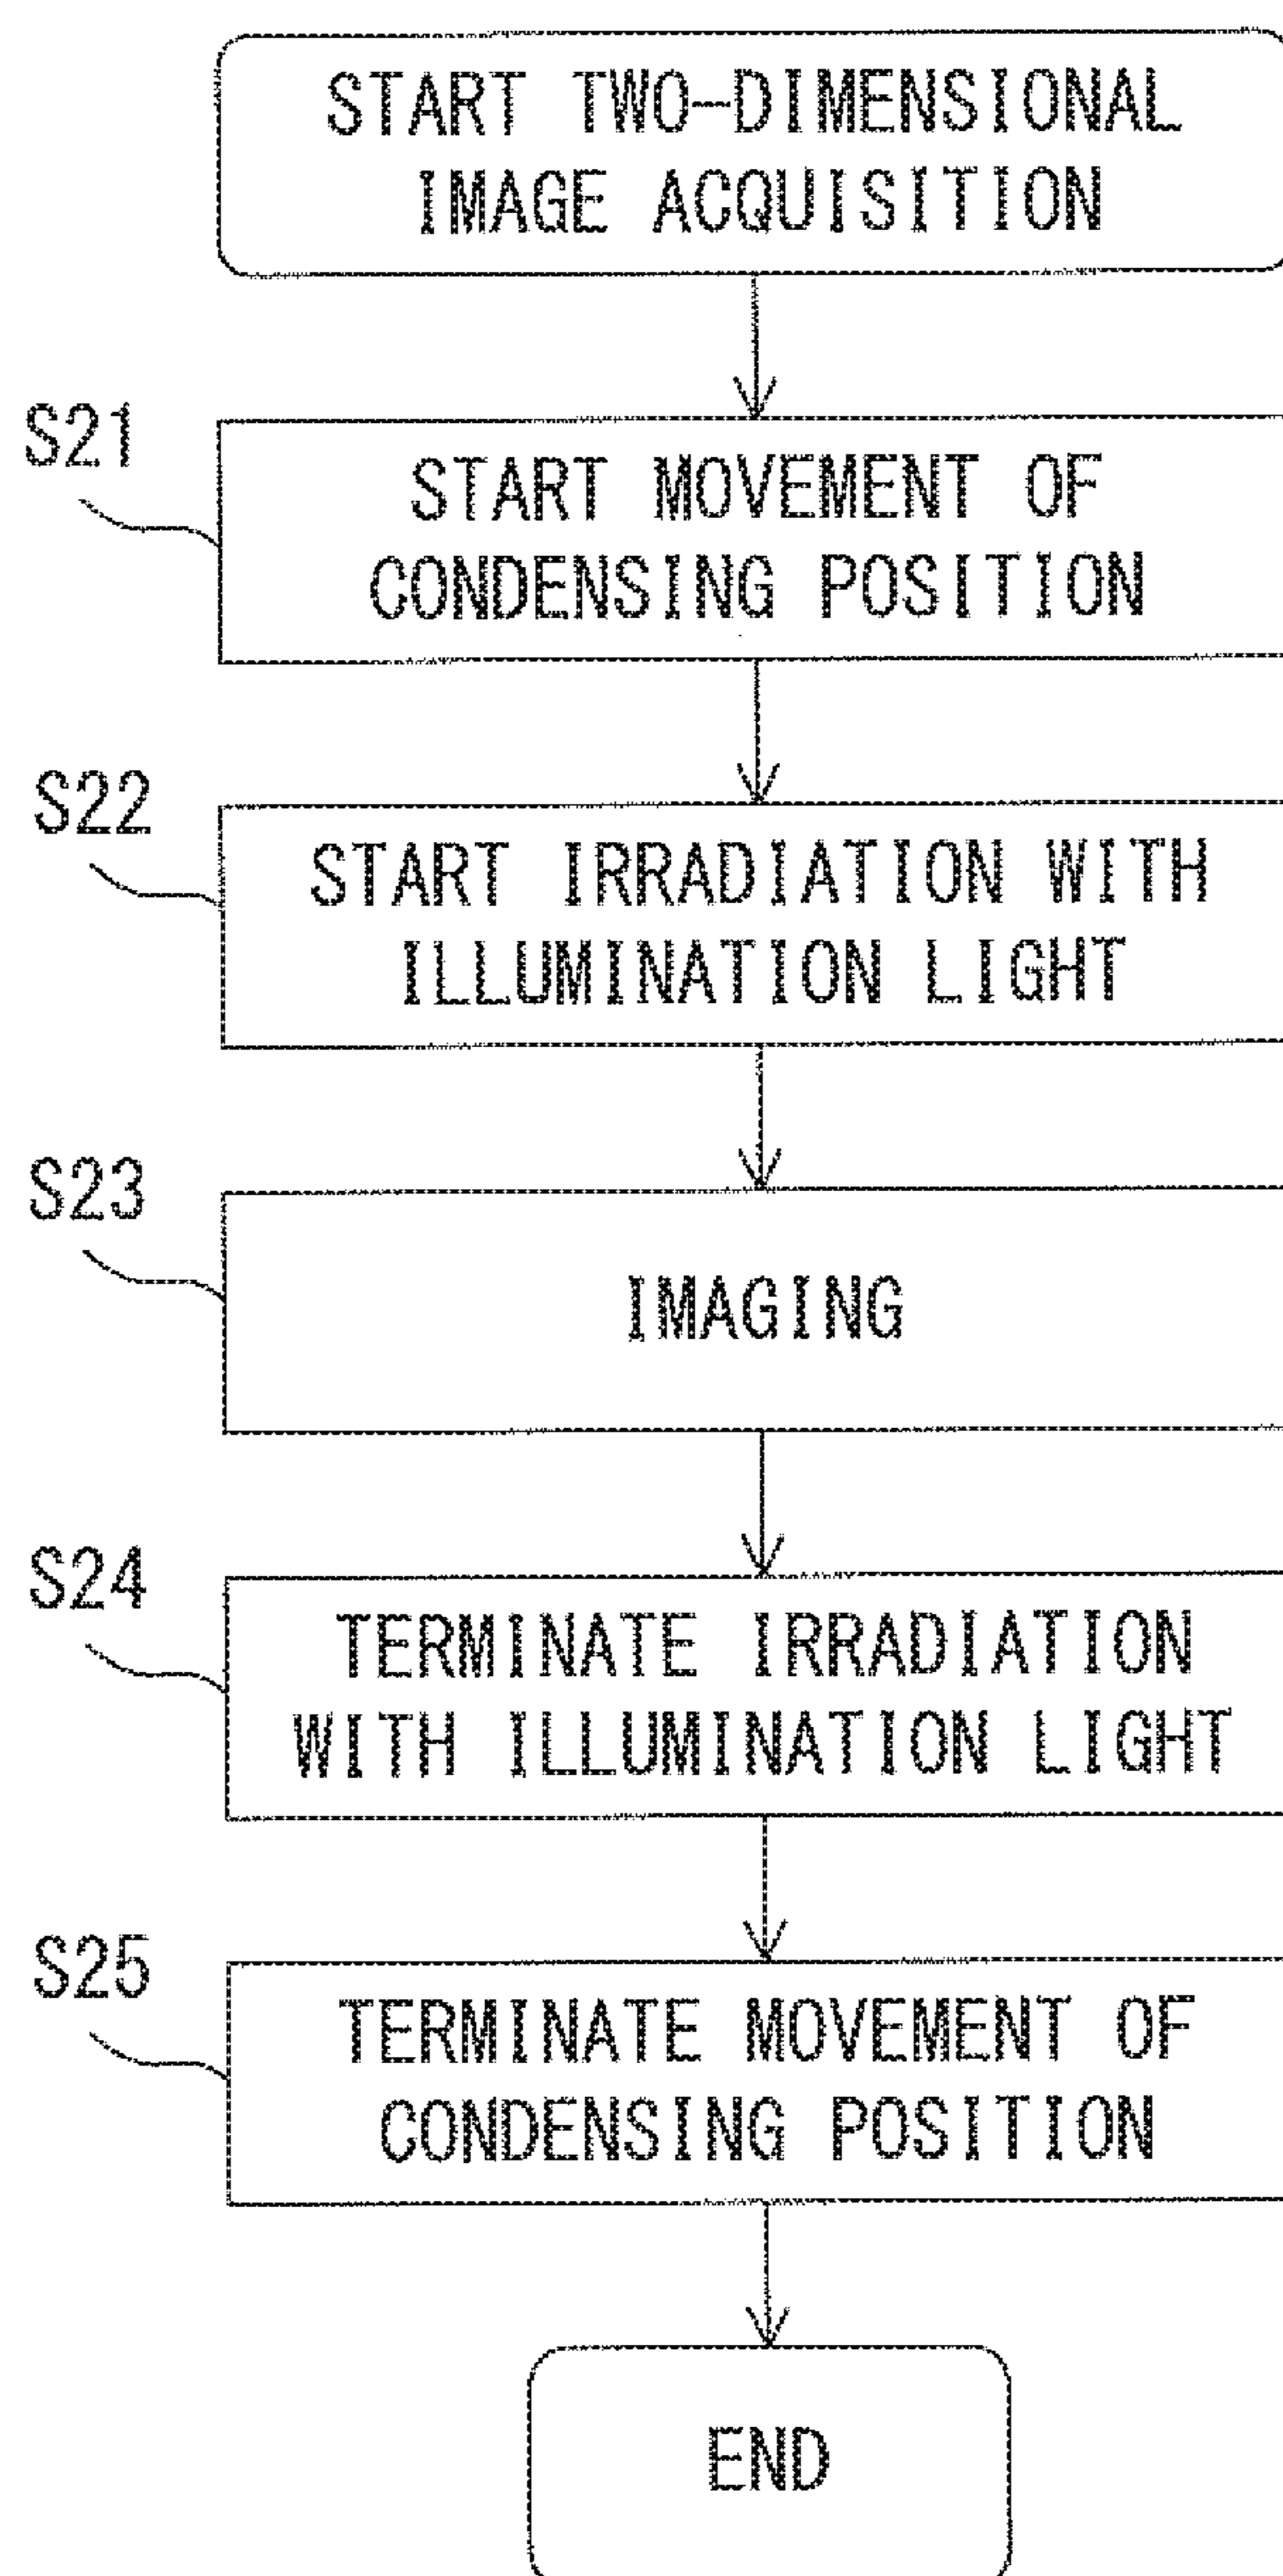 START TWO-DIMENSIONAL
IMAGE ACQUISITION
S21
START MOVEMENT OF
CONDENSING POSITION
S22
START IRRADIATION WITH
ILLUMINATION LIGHT
S23
IMAGING
S24
TERMINATE IRRADIATION
WITH ILLUMINATION LIGHT
S25
TERMINATE MOVEMENT OF
CONDENSING POSITION
END